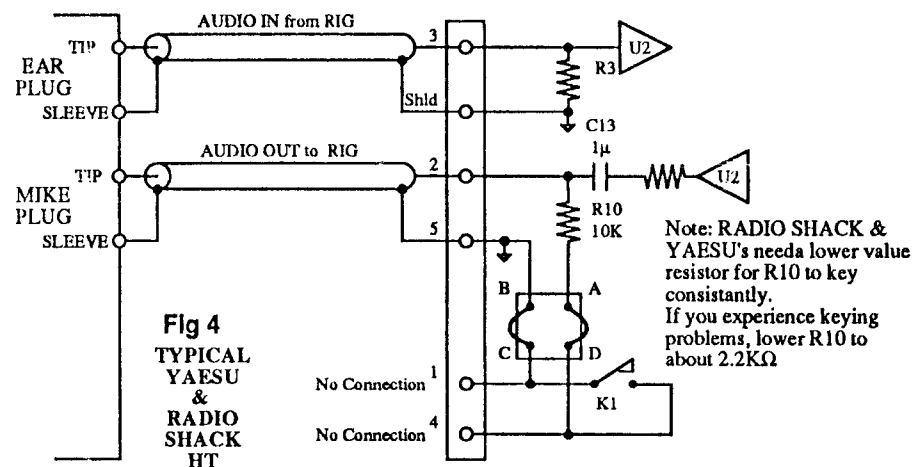 AUDIO IN from RIG
TIP
EAR
PLUG
SLEEVE
3
Shld
R3
U2
C13
1µ
AUDIO OUT to RIG
TIP
MIKE
PLUG
SLEEVE
2
5
R10
10K
U2
Note: RADIO SHACK &
YAESU's needa lower value
resistor for R10 to key
consistantly.
If you experience keying
problems, lower R10 to
about 2.2KΩ
B
A
C
D
Fig 4
TYPICAL
YAESU
&
RADIO
SHACK
HT
No Connection 1
K1
No Connection 4